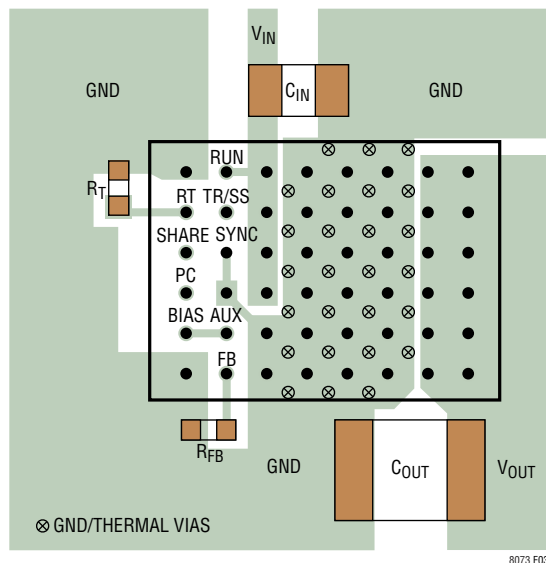 VIN
GND
CIN
GND
RUN
RT
RT TR/SS
SHARE SYNC
PC
BIAS AUX
FB
RFB
GND
COUT
VOUT
GND/THERMAL VIAS
8073 F03